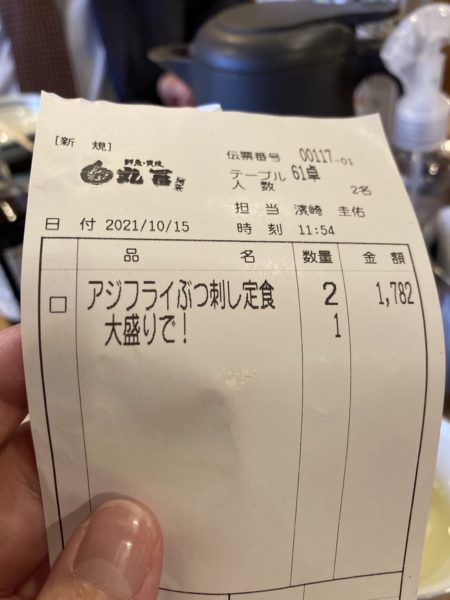 [新 規]
伝票番号 00117-01
鮮魚・貝焼
テーブル 61卓
人 数 2名
担 当 濱崎 圭佑
日 付 2021/10/15 時 刻 11:54
品 名 数量 金 額
□ アジフライぶつ刺し定食 2 1,782
大盛りで! 1